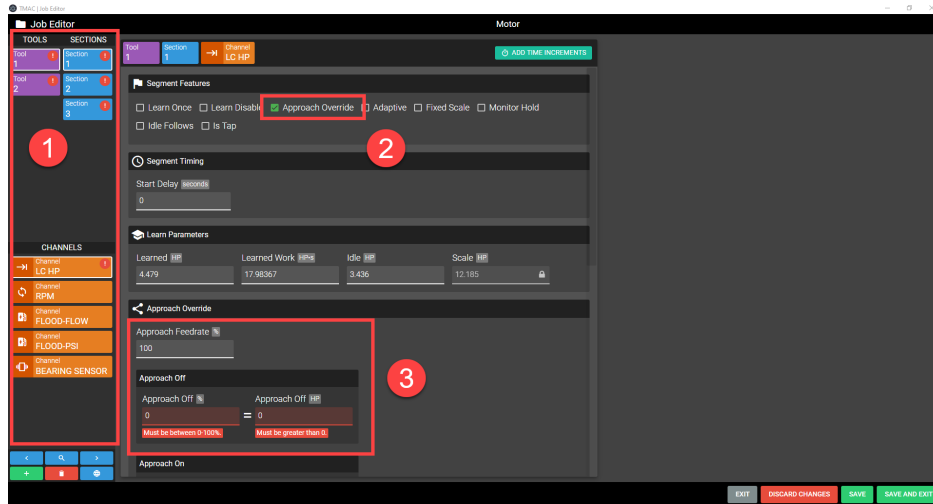 TMAC | Job Editor
Job Editor
Motor
TOOLS SECTIONS
Tool
1
Section
1
Tool
2
Section
2
Section
3
1
CHANNELS
Channel
LC HP
Channel
RPM
Channel
FLOOD-FLOW
Channel
FLOOD-PSI
Channel
BEARING SENSOR
Tool
1
Section
1
Channel
LC HP
ADD TIME INCREMENTS
Segment Features
Learn Once Learn Disable Approach Override Adaptive Fixed Scale Monitor Hold
Idle Follows Is Tap
2
Segment Timing
Start Delay seconds
0
Learn Parameters
Learned HP Learned Work HP•s Idle HP Scale HP
4.479 17.98367 3.436 12.185
Approach Override
Approach Feedrate %
100
Approach Off
3
Approach Off % Approach Off HP
0 = 0
Must be between 0-100%. Must be greater than 0.
Approach On
EXIT DISCARD CHANGES SAVE SAVE AND EXIT